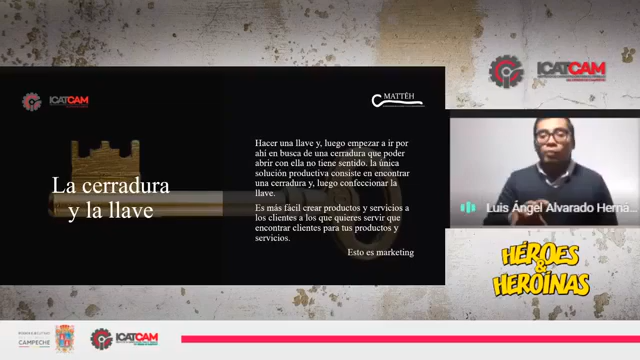 ICATCAM
MATTÉH
La cerradura
y la llave
Hacer una llave y, luego empezar a ir por
ahí en busca de una cerradura que poder
abrir con ella no tiene sentido. la única
solución productiva consiste en encontrar
una cerradura y, luego confeccionar la
llave.
Es más fácil crear productos y servicios a
los clientes a los que quieres servir que
encontrar clientes para tus productos y
servicios.
Esto es marketing
ICATCAM
Luis Ángel Alvarado Herná...
HÉROES
&
HEROÍNAS
CAMPECHE
ICATCAM